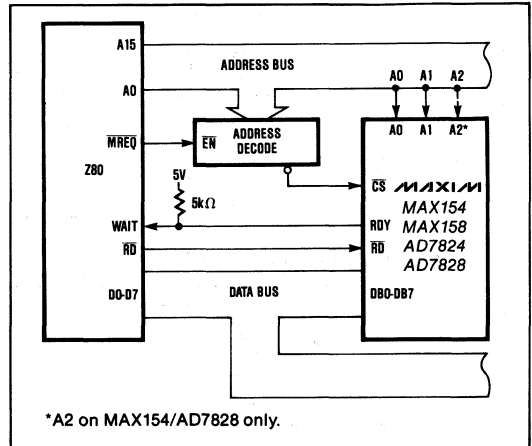 A15
ADDRESS BUS
A0
A0 A1 A2
A0 A1 A2*
MREQ
EN
ADDRESS
DECODE
Z80
5V
5kΩ
CS
MAXIM
MAX154
MAX158
AD7824
AD7828
WAIT
RDY
RD
RD
D0-D7
DATA BUS
DB0-DB7
*A2 on MAX154/AD7828 only.